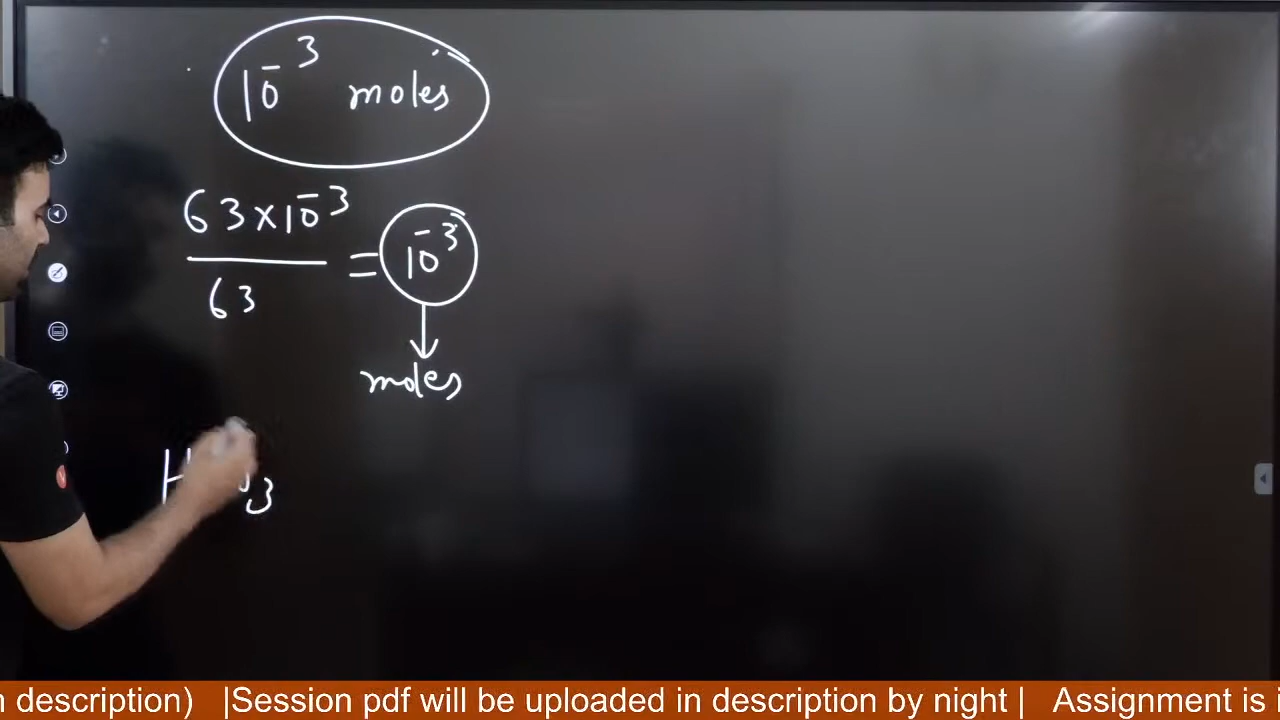 10⁻³ moles
63×10⁻³
63
= 10⁻³
moles
H 3
n description) |Session pdf will be uploaded in description by night | Assignment is i